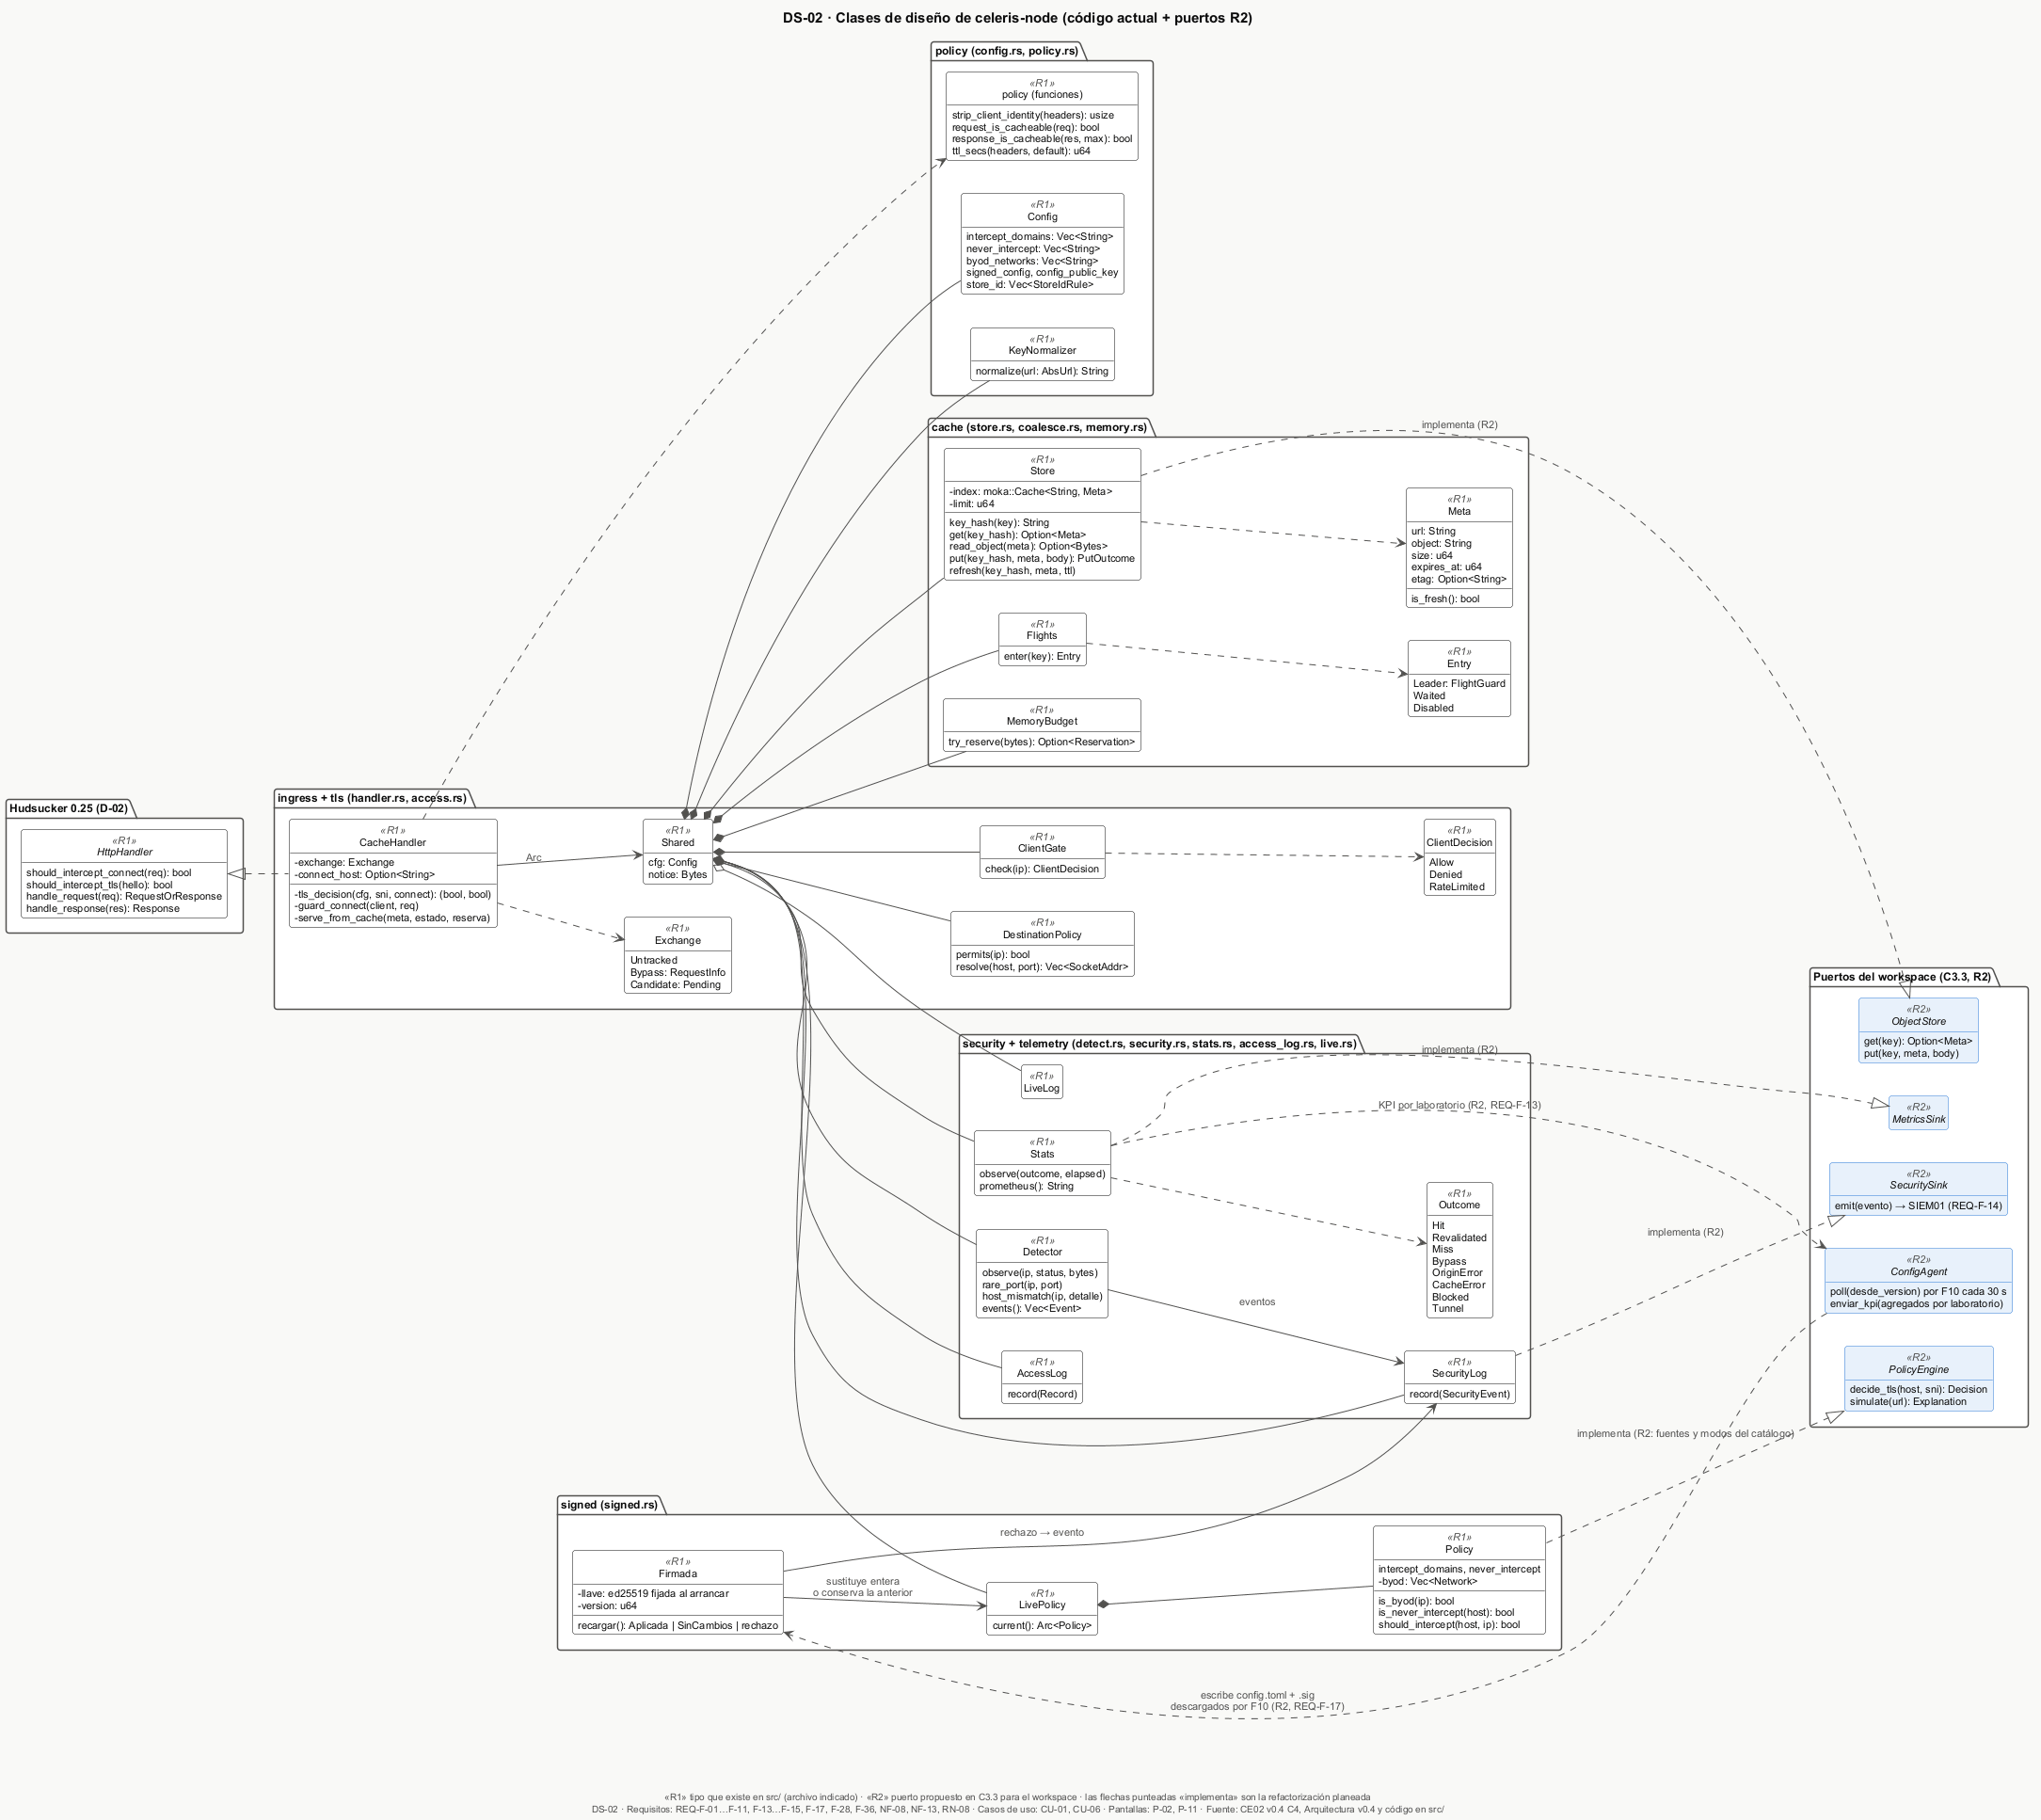 DS-02 · Clases de diseño de celeris-node (código actual + puertos R2)
policy (config.rs, policy.rs)
«R1»
policy (funciones)
strip_client_identity(headers): usize
request_is_cacheable(req): bool
response_is_cacheable(res, max): bool
ttl_secs(headers, default): u64
«R1»
Config
intercept_domains: Vec<String>
never_intercept: Vec<String>
byod_networks: Vec<String>
signed_config, config_public_key
store_id: Vec<StoreIdRule>
«R1»
KeyNormalizer
normalize(url: AbsUrl): String
cache (store.rs, coalesce.rs, memory.rs)
«R1»
Store
-index: moka::Cache<String, Meta>
-limit: u64
key_hash(key): String
get(key_hash): Option<Meta>
read_object(meta): Option<Bytes>
put(key_hash, meta, body): PutOutcome
refresh(key_hash, meta, ttl)
implementa (R2)
«R1»
Meta
url: String
object: String
size: u64
expires_at: u64
etag: Option<String>
is_fresh(): bool
«R1»
Flights
enter(key): Entry
«R1»
Entry
Leader: FlightGuard
Waited
Disabled
«R1»
MemoryBudget
try_reserve(bytes): Option<Reservation>
Hudsucker 0.25 (D-02)
«R1»
HttpHandler
should_intercept_connect(req): bool
should_intercept_tls(hello): bool
handle_request(req): RequestOrResponse
handle_response(res): Response
ingress + tls (handler.rs, access.rs)
«R1»
CacheHandler
-exchange: Exchange
-connect_host: Option<String>
-tls_decision(cfg, sni, connect): (bool, bool)
-guard_connect(client, req)
-serve_from_cache(meta, estado, reserva)
Arc
«R1»
Shared
cfg: Config
notice: Bytes
«R1»
Exchange
Untracked
Bypass: RequestInfo
Candidate: Pending
«R1»
ClientGate
check(ip): ClientDecision
«R1»
ClientDecision
Allow
Denied
RateLimited
«R1»
DestinationPolicy
permits(ip): bool
resolve(host, port): Vec<SocketAddr>
security + telemetry (detect.rs, security.rs, stats.rs, access_log.rs, live.rs)
«R1»
LiveLog
implementa (R2)
KPI por laboratorio (R2, REQ-F-13)
«R1»
Stats
observe(outcome, elapsed)
prometheus(): String
«R1»
Outcome
Hit
Revalidated
Miss
Bypass
OriginError
CacheError
Blocked
Tunnel
«R1»
Detector
observe(ip, status, bytes)
rare_port(ip, port)
host_mismatch(ip, detalle)
events(): Vec<Event>
eventos
«R1»
AccessLog
record(Record)
«R1»
SecurityLog
record(SecurityEvent)
implementa (R2)
Puertos del workspace (C3.3, R2)
«R2»
ObjectStore
get(key): Option<Meta>
put(key, meta, body)
«R2»
MetricsSink
«R2»
SecuritySink
emit(evento) → SIEM01 (REQ-F-14)
«R2»
ConfigAgent
poll(desde_version) por F10 cada 30 s
enviar_kpi(agregados por laboratorio)
«R2»
PolicyEngine
decide_tls(host, sni): Decision
simulate(url): Explanation
implementa (R2: fuentes y modos del catálogo)
signed (signed.rs)
«R1»
Firmada
-llave: ed25519 fijada al arrancar
-version: u64
recargar(): Aplicada | SinCambios | rechazo
rechazo → evento
sustituye entera
o conserva la anterior
«R1»
LivePolicy
current(): Arc<Policy>
«R1»
Policy
intercept_domains, never_intercept
-byod: Vec<Network>
is_byod(ip): bool
is_never_intercept(host): bool
should_intercept(host, ip): bool
escribe config.toml + .sig
descargados por F10 (R2, REQ-F-17)
«R1» tipo que existe en src/ (archivo indicado) · «R2» puerto propuesto en C3.3 para el workspace · las flechas punteadas «implementa» son la refactorización planeada
DS-02 · Requisitos: REQ-F-01…F-11, F-13…F-15, F-17, F-28, F-36, NF-08, NF-13, RN-08 · Casos de uso: CU-01, CU-06 · Pantallas: P-02, P-11 · Fuente: CE02 v0.4 C4, Arquitectura v0.4 y código en src/